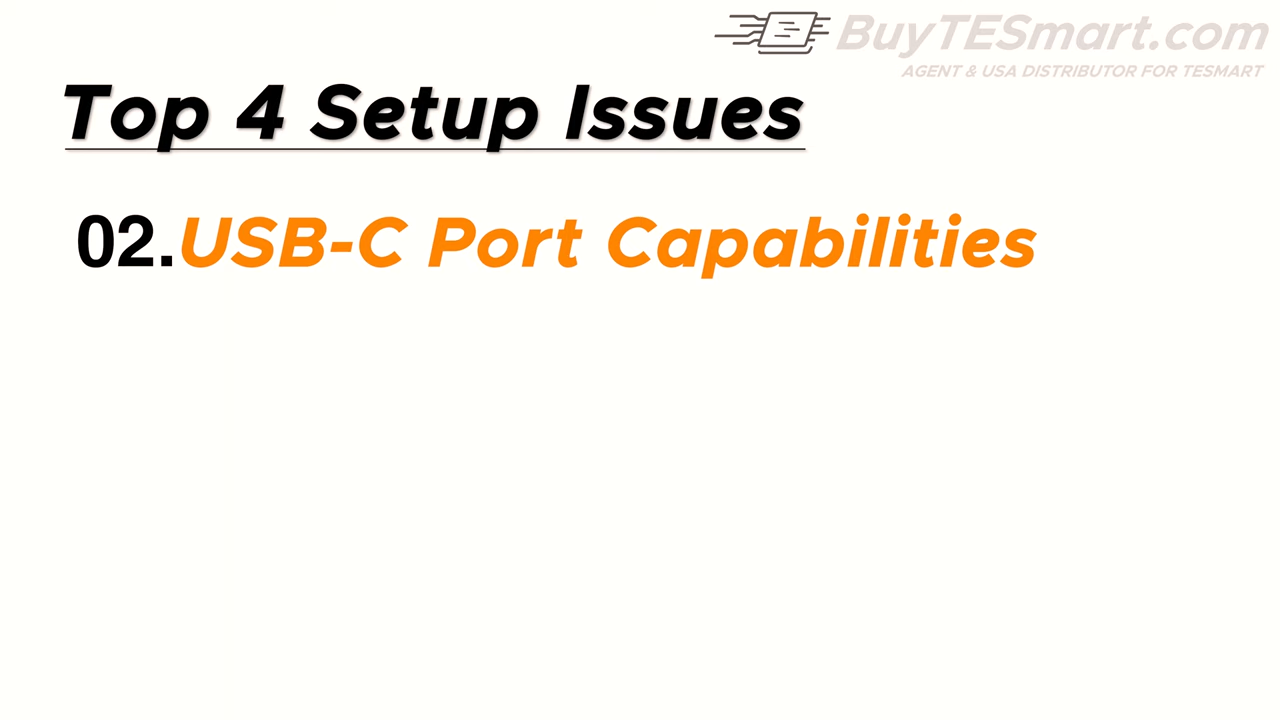 BuyTESmart.com
AGENT & USA DISTRIBUTOR FOR TESMART
Top 4 Setup Issues
02.USB-C Port Capabilities